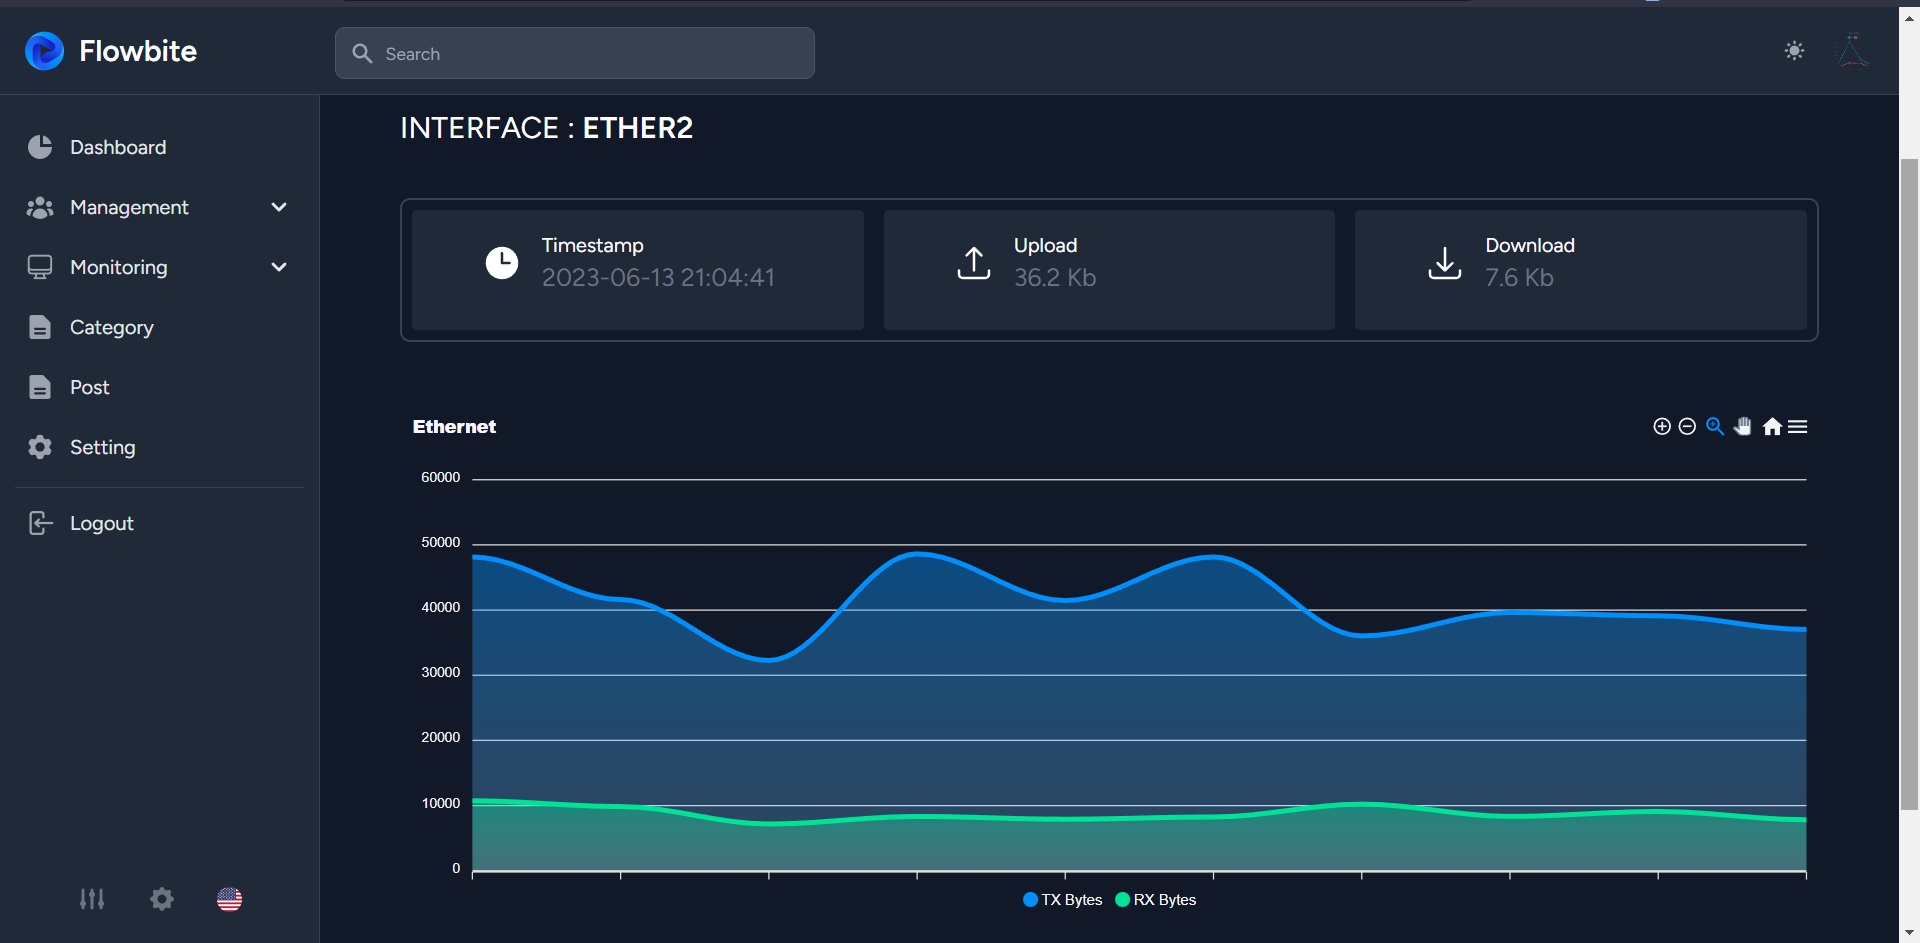 Flowbite
Search
Dashboard
Management
Monitoring
Category
Post
Setting
Logout
INTERFACE : ETHER2
Timestamp
2023-06-13 21:04:41
Upload
36.2 Kb
Download
7.6 Kb
Ethernet
60000
50000
40000
30000
20000
10000
0
TX Bytes RX Bytes